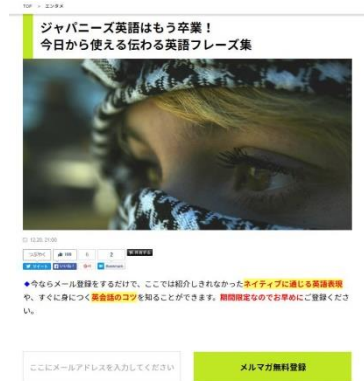 TOP > エンタメ
ジャパニーズ英語はもう卒業！
今日から使える伝わる英語フレーズ集
12.20, 21:00
◆今ならメール登録をするだけで、ここでは紹介しきれなかったネイティブに通じる英語表現
や、すぐに身につく英会話のコツを知ることができます。期間限定なのでお早めにご登録くださ
い。
ここにメールアドレスを入力してください
メルマガ無料登録